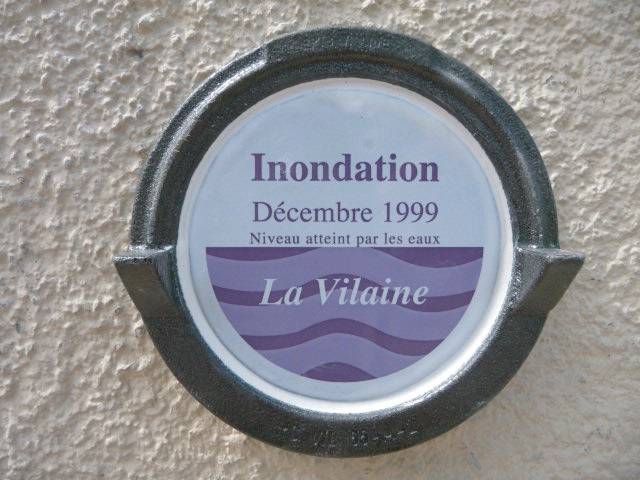 Inondation
Décembre 1999
Niveau atteint par les eaux
La Vilaine